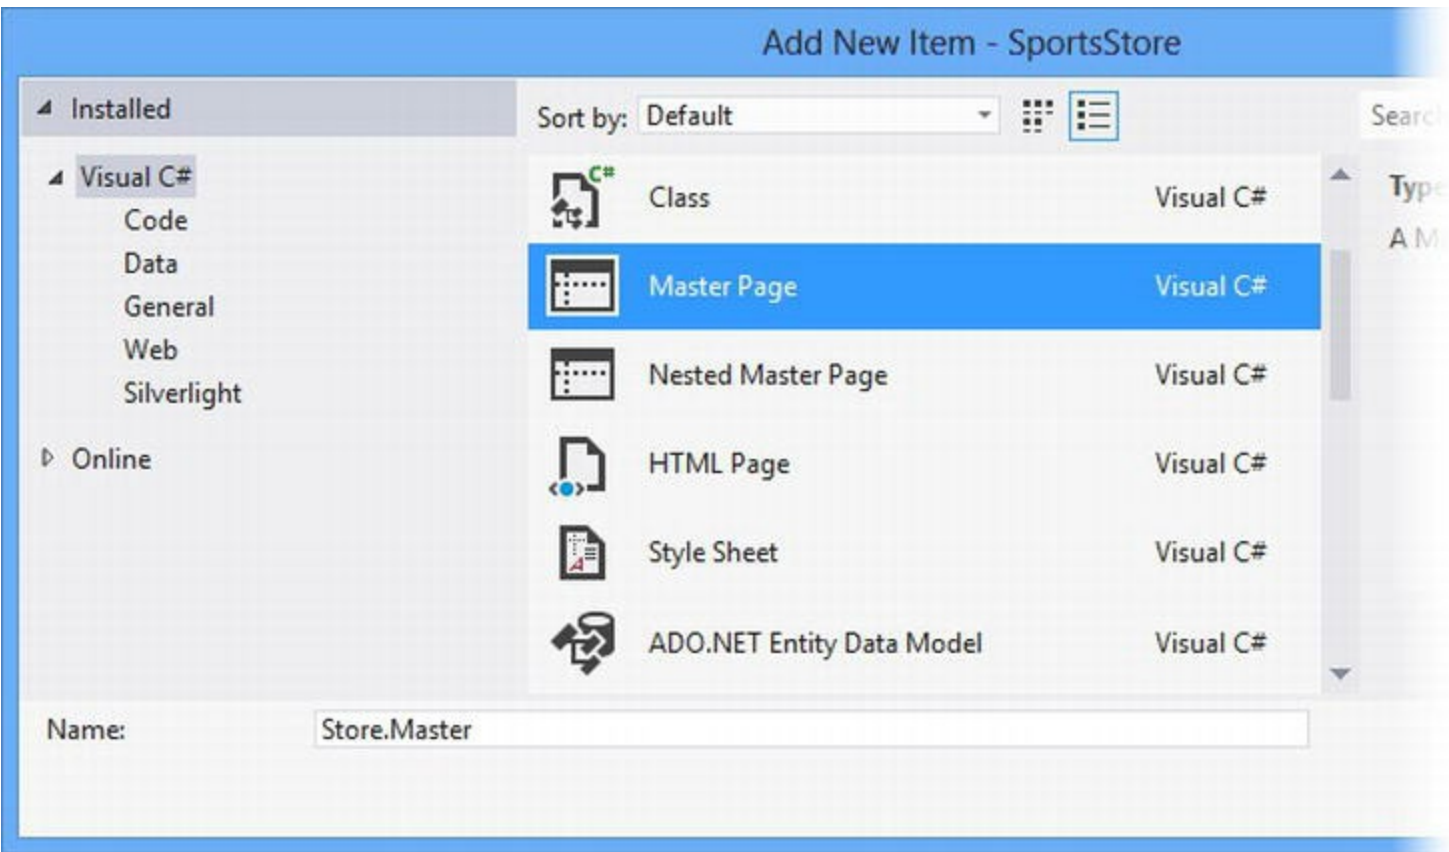 Add New Item - SportsStore
Installed
Sort by: Default
Search
Visual C#
Code
Data
General
Web
Silverlight
Online
C#
Class Visual C#
Master Page Visual C#
Nested Master Page Visual C#
HTML Page Visual C#
Style Sheet Visual C#
ADO.NET Entity Data Model Visual C#
Type
A M
Name: Store.Master